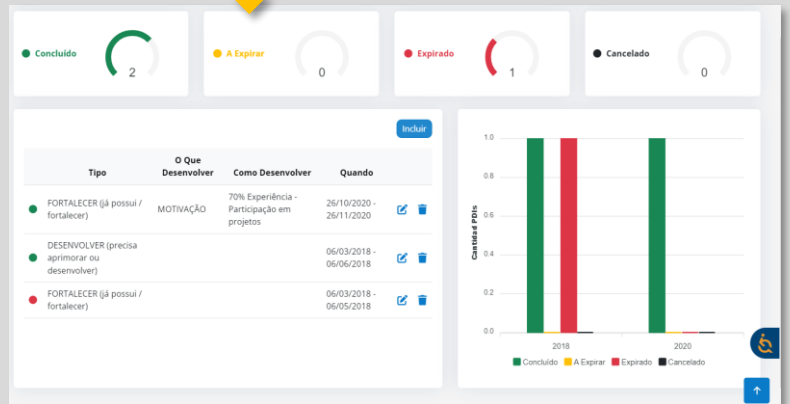 Concluído
2
A Expirar
0
Expirado
1
Cancelado
0
Incluir
Tipo
O Que
Desenvolver
Como Desenvolver
Quando
FORTALECER (já possui /
fortalecer)
MOTIVAÇÃO
70% Experiência -
Participação em
projetos
26/10/2020 -
26/11/2020
DESENVOLVER (precisa
aprimorar ou
desenvolver)
06/03/2018 -
06/06/2018
FORTALECER (já possui /
fortalecer)
06/03/2018 -
06/05/2018
Cantidad PDIs
1.0
0.8
0.6
0.4
0.2
0.0
2018
2020
Concluído
A Expirar
Expirado
Cancelado